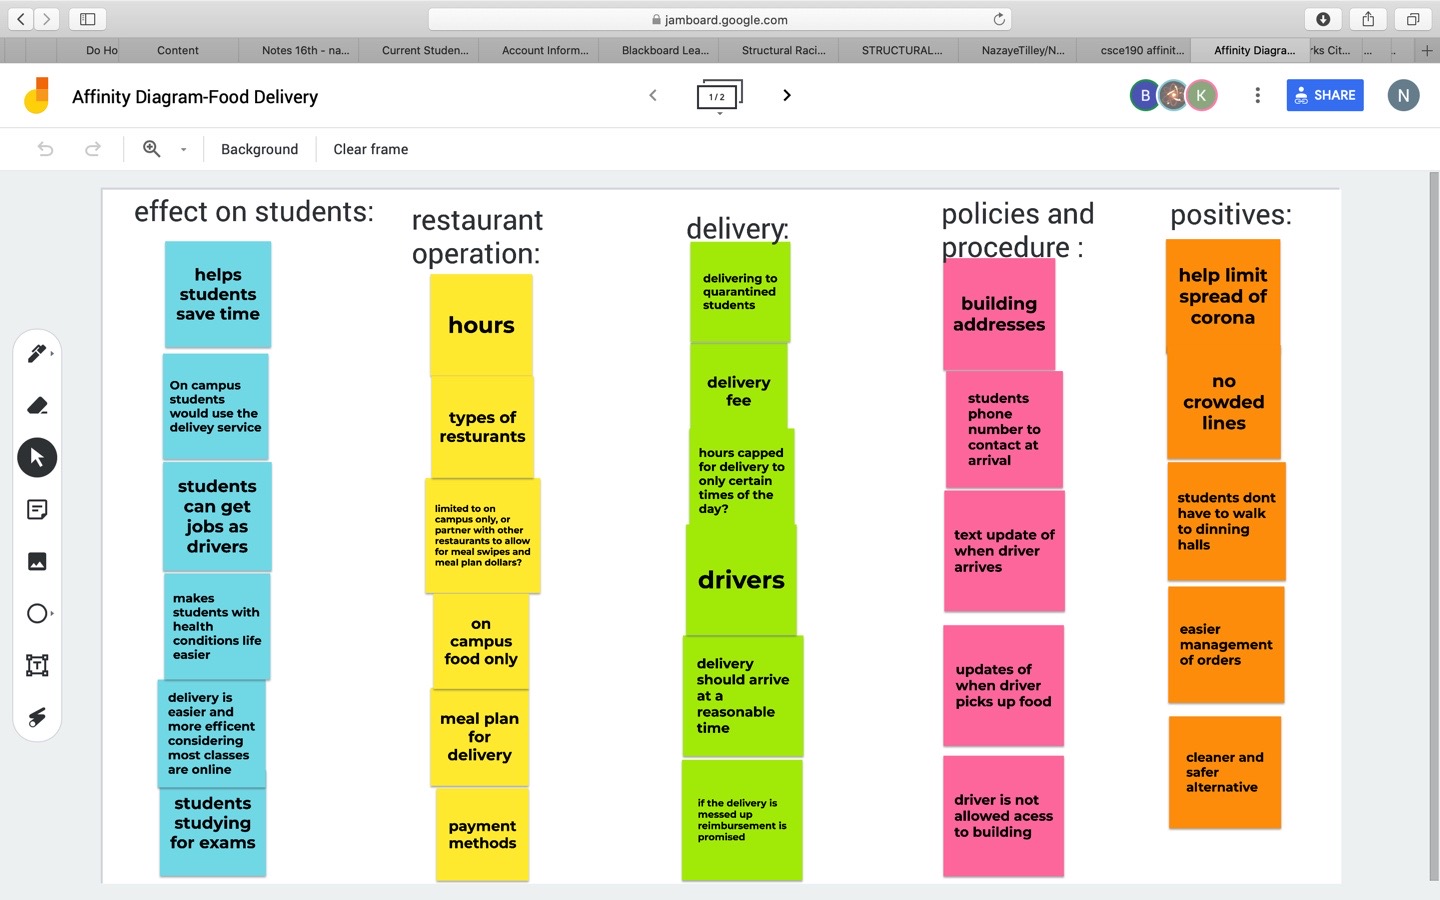 jamboard.google.com
Do Ho
Content
Notes 16th - na...
Current Studen...
Account Inform...
Blackboard Lea...
Structural Raci...
STRUCTURAL...
NazayeTilley/N...
csce190 affinit...
Affinity Diagra...
rks Cit...
...
Affinity Diagram-Food Delivery
1/2
B
K
SHARE
N
Background
Clear frame
effect on students:
helps
students
save time
On campus
students
would use the
delivey service
students
can get
jobs as
drivers
makes
students with
health
conditions life
easier
delivery is
easier and
more efficent
considering
most classes
are online
students
studying
for exams
restaurant
operation:
hours
types of
resturants
limited to on
campus only, or
partner with other
restaurants to allow
for meal swipes and
meal plan dollars?
on
campus
food only
meal plan
for
delivery
payment
methods
delivery:
delivering to
quarantined
students
delivery
fee
hours capped
for delivery to
only certain
times of the
day?
drivers
delivery
should arrive
at a
reasonable
time
if the delivery is
messed up
reimbursement is
promised
policies and
procedure :
building
addresses
students
phone
number to
contact at
arrival
text update of
when driver
arrives
updates of
when driver
picks up food
driver is not
allowed acess
to building
positives:
help limit
spread of
corona
no
crowded
lines
students dont
have to walk
to dinning
halls
easier
management
of orders
cleaner and
safer
alternative